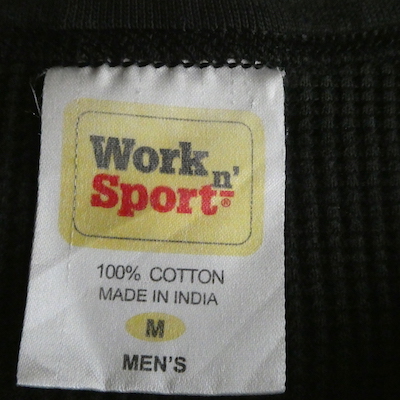 Work n'
Sport®
100% COTTON
MADE IN INDIA
M
MEN'S